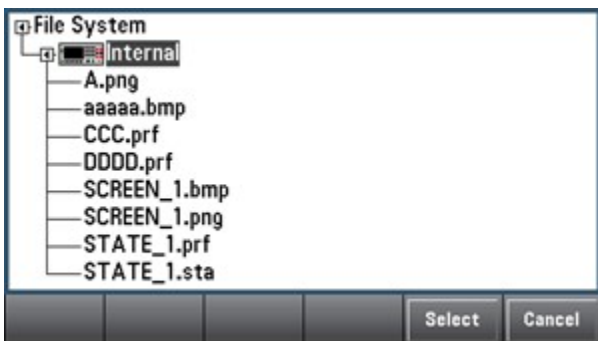 File System
Internal
A.png
aaaaa.bmp
CCC.prf
DDDD.prf
SCREEN_1.bmp
SCREEN_1.png
STATE_1.prf
STATE_1.sta
Select Cancel